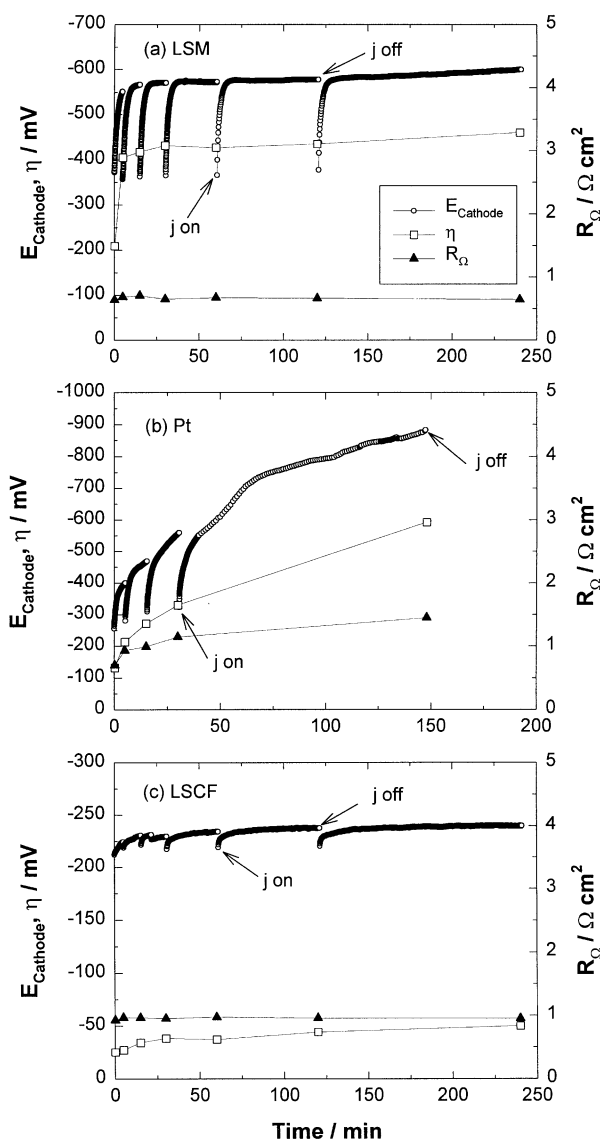 (a) LSM
-700
-600
-500
-400
-300
-200
-100
0
5
4
3
2
1
0
j off
j on
E_Cathode
η
R_Ω
E_Cathode, η / mV
R_Ω / Ω cm²
0 50 100 150 200 250
(b) Pt
-1000
-900
-800
-700
-600
-500
-400
-300
-200
-100
0
5
4
3
2
1
0
j off
j on
E_Cathode, η / mV
R_Ω / Ω cm²
0 50 100 150 200
(c) LSCF
-300
-250
-200
-150
-100
-50
0
5
4
3
2
1
0
j off
j on
E_Cathode, η / mV
R_Ω / Ω cm²
0 50 100 150 200 250
Time / min